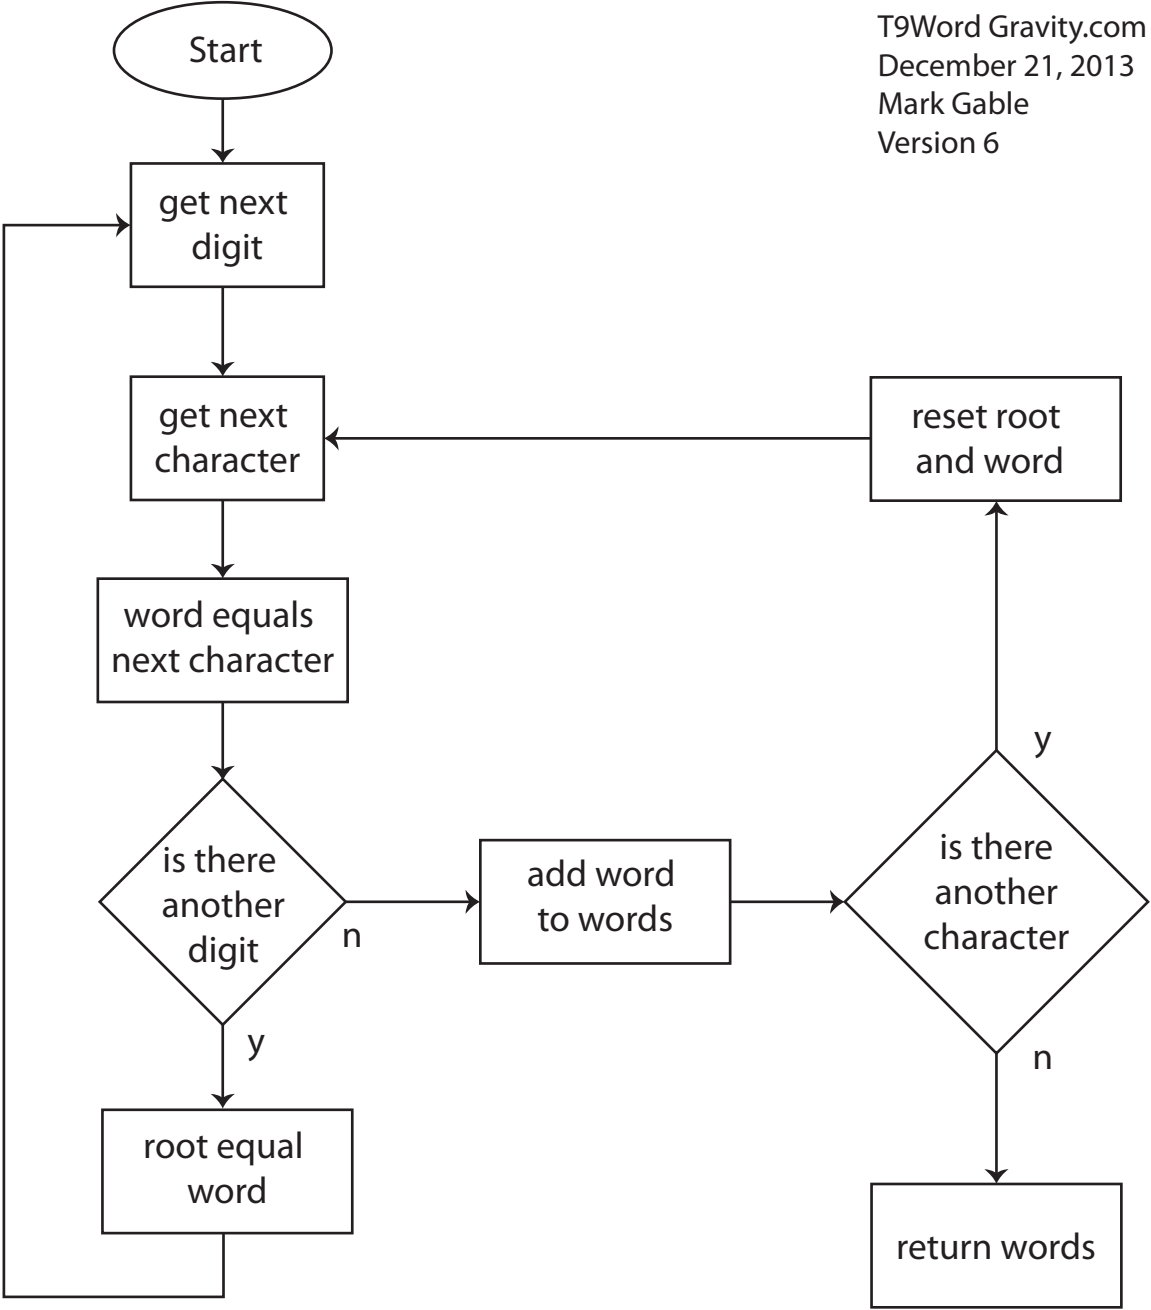 Start
T9Word Gravity.com
December 21, 2013
Mark Gable
Version 6
get next
digit
get next
character
reset root
and word
word equals
next character
y
is there
another
digit
n
add word
to words
is there
another
character
y
n
root equal
word
return words